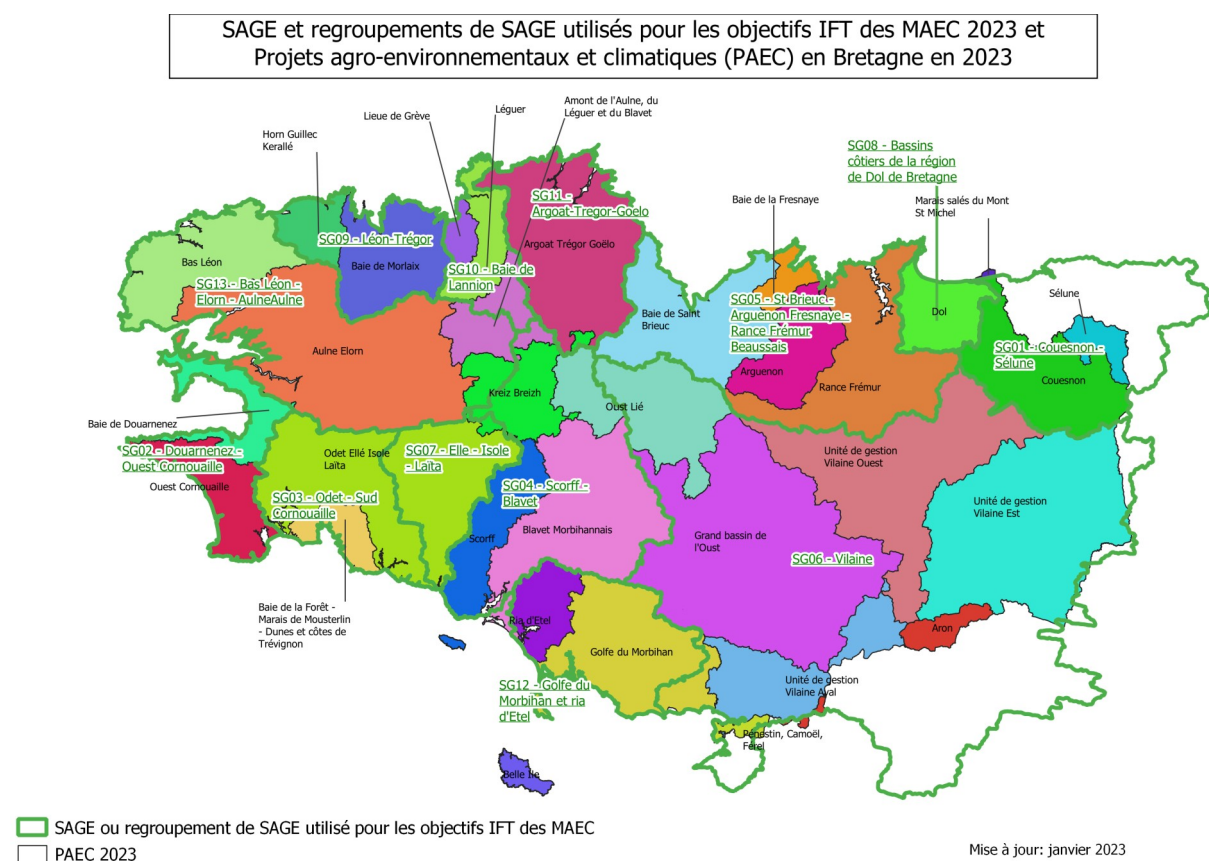 SAGE et regroupements de SAGE utilisés pour les objectifs IFT des MAEC 2023 et
Projets agro-environnementaux et climatiques (PAEC) en Bretagne en 2023
Amont de l'Aulne, du
Léguer et du Blavet
Léguer
Lieue de Grève
Horn Guillec
Kerallé
SG08 - Bassins
côtiers de la région
de Dol de Bretagne
Baie de la Fresnaye
Marais salés du Mont
St Michel
SG11 -
Argoat-Tregor-Goelo
Argoat Trégor Goëlo
SG09 - Léon-Trégor
Baie de Morlaix
Bas Léon
SG10 - Baie de
Lannion
SG13 - Bas Léon -
Elorn - AulneAulne
Sélune
SG05 - St Brieuc -
Arguenon Fresnaye -
Rance Frémur
Beaussais
Baie de Saint
Brieuc
Dol
SG01 - Couesnon -
Sélune
Couesnon
Aulne Elorn
Arguenon
Rance Frémur
Kreiz Breizh
Oust Lié
Baie de Douarnenez
SG02 - Douarnenez -
Ouest Cornouaille
Ouest Cornouaille
Odet Ellé Isole
Laïta
SG07 - Elle - Isole
- Laïta
Unité de gestion
Vilaine Ouest
SG03 - Odet - Sud
Cornouaille
SG04 - Scorff -
Blavet
Unité de gestion
Vilaine Est
Scorff
Blavet Morbihannais
Grand bassin de
l'Oust
SG06 - Vilaine
Baie de la Forêt -
Marais de Mousterlin
- Dunes et côtes de
Trévignon
Ria d'Etel
Aron
Golfe du Morbihan
SG12 - Golfe du
Morbihan et ria
d'Etel
Unité de gestion
Vilaine Aval
Pénestin, Camoël,
Férel
Belle Ile
SAGE ou regroupement de SAGE utilisé pour les objectifs IFT des MAEC
PAEC 2023
Mise à jour: janvier 2023